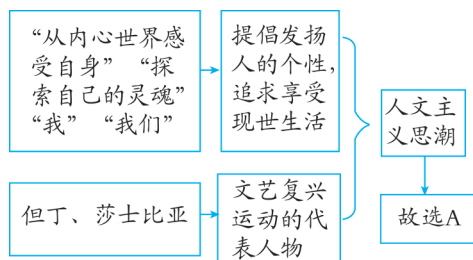 “从内心世界感
受自身” “探
索自己的灵魂”
“我” “我们”
提倡发扬
人的个性，
追求享受
现世生活
但丁、莎士比亚
文艺复兴
运动的代
表人物
人文主
义思潮
故选A